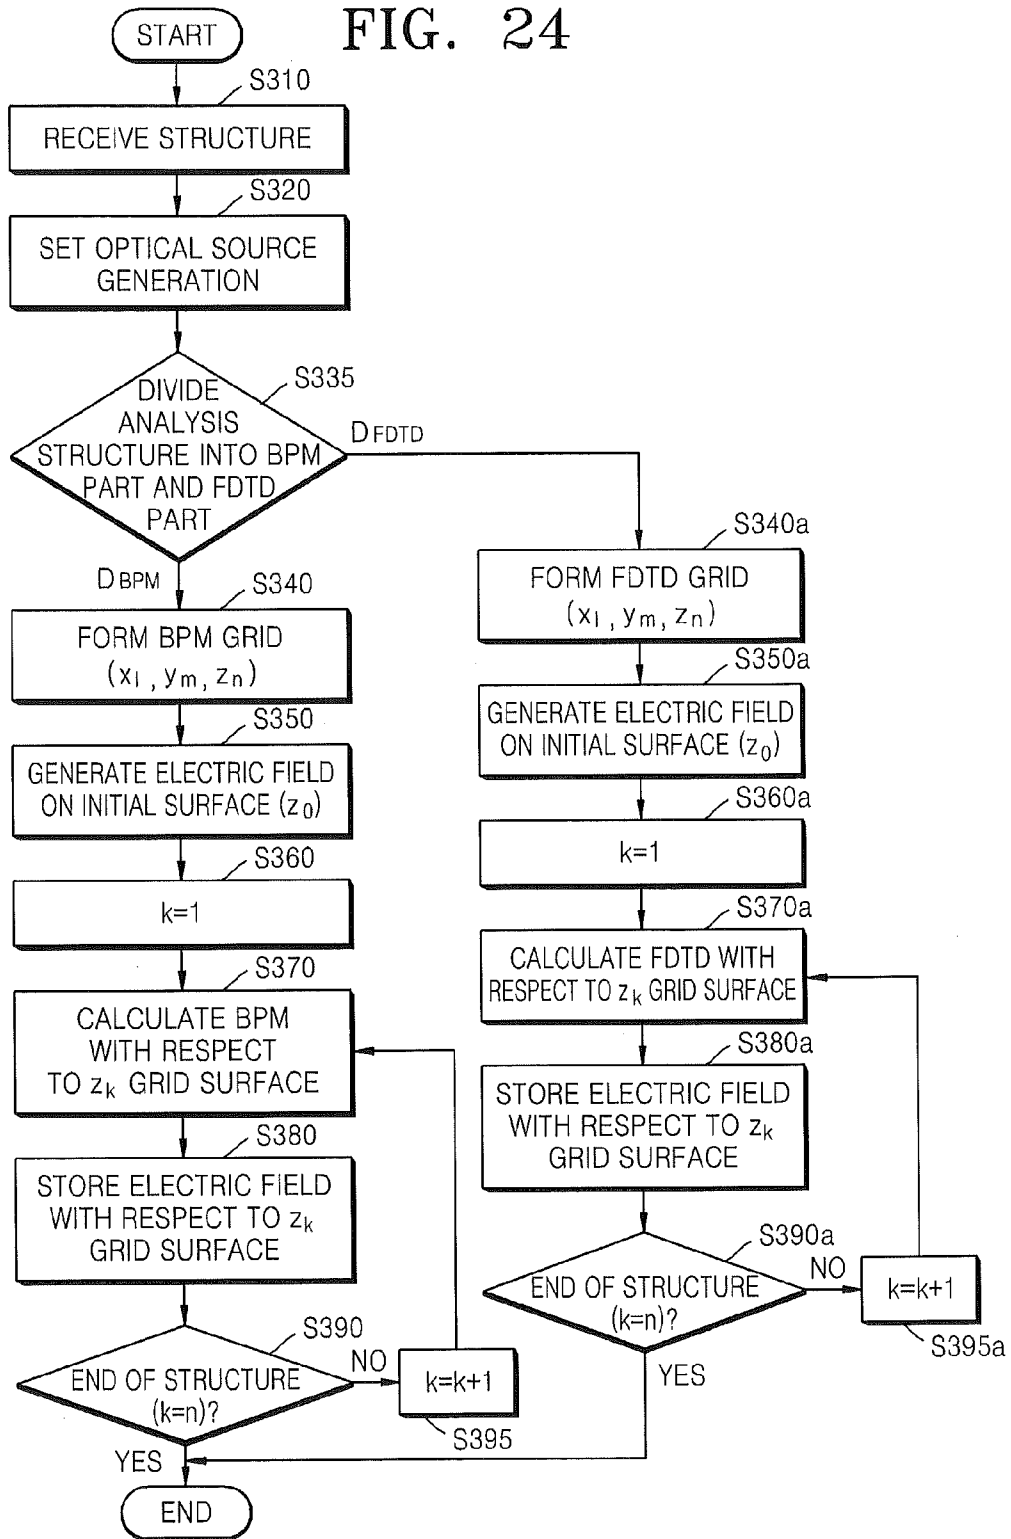 FIG. 24
START
S310
RECEIVE STRUCTURE
S320
SET OPTICAL SOURCE
GENERATION
S335
DIVIDE
ANALYSIS
STRUCTURE INTO BPM
PART AND FDTD
PART
DFDTD
DBPM
S340
FORM BPM GRID
(xl, ym, zn)
S350
GENERATE ELECTRIC FIELD
ON INITIAL SURFACE (z0)
S360
k=1
S370
CALCULATE BPM
WITH RESPECT
TO zk GRID SURFACE
S380
STORE ELECTRIC FIELD
WITH RESPECT TO zk
GRID SURFACE
S390
END OF STRUCTURE
(k=n)?
NO
k=k+1
S395
YES
S340a
FORM FDTD GRID
(xl, ym, zn)
S350a
GENERATE ELECTRIC FIELD
ON INITIAL SURFACE (z0)
S360a
k=1
S370a
CALCULATE FDTD WITH
RESPECT TO zk GRID SURFACE
S380a
STORE ELECTRIC FIELD
WITH RESPECT TO zk
GRID SURFACE
S390a
END OF STRUCTURE
(k=n)?
NO
k=k+1
S395a
YES
END